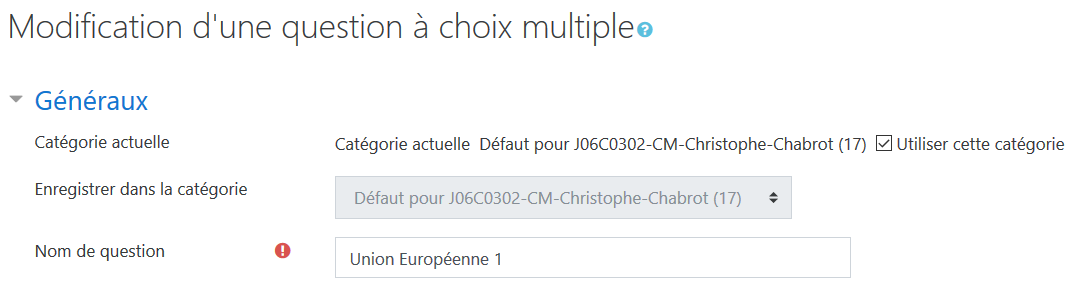 Modification d'une question à choix multiple
Généraux
Catégorie actuelle
Catégorie actuelle Défaut pour J06C0302-CM-Christophe-Chabrot (17) Utiliser cette catégorie
Enregistrer dans la catégorie
Défaut pour J06C0302-CM-Christophe-Chabrot (17)
Nom de question
Union Européenne 1